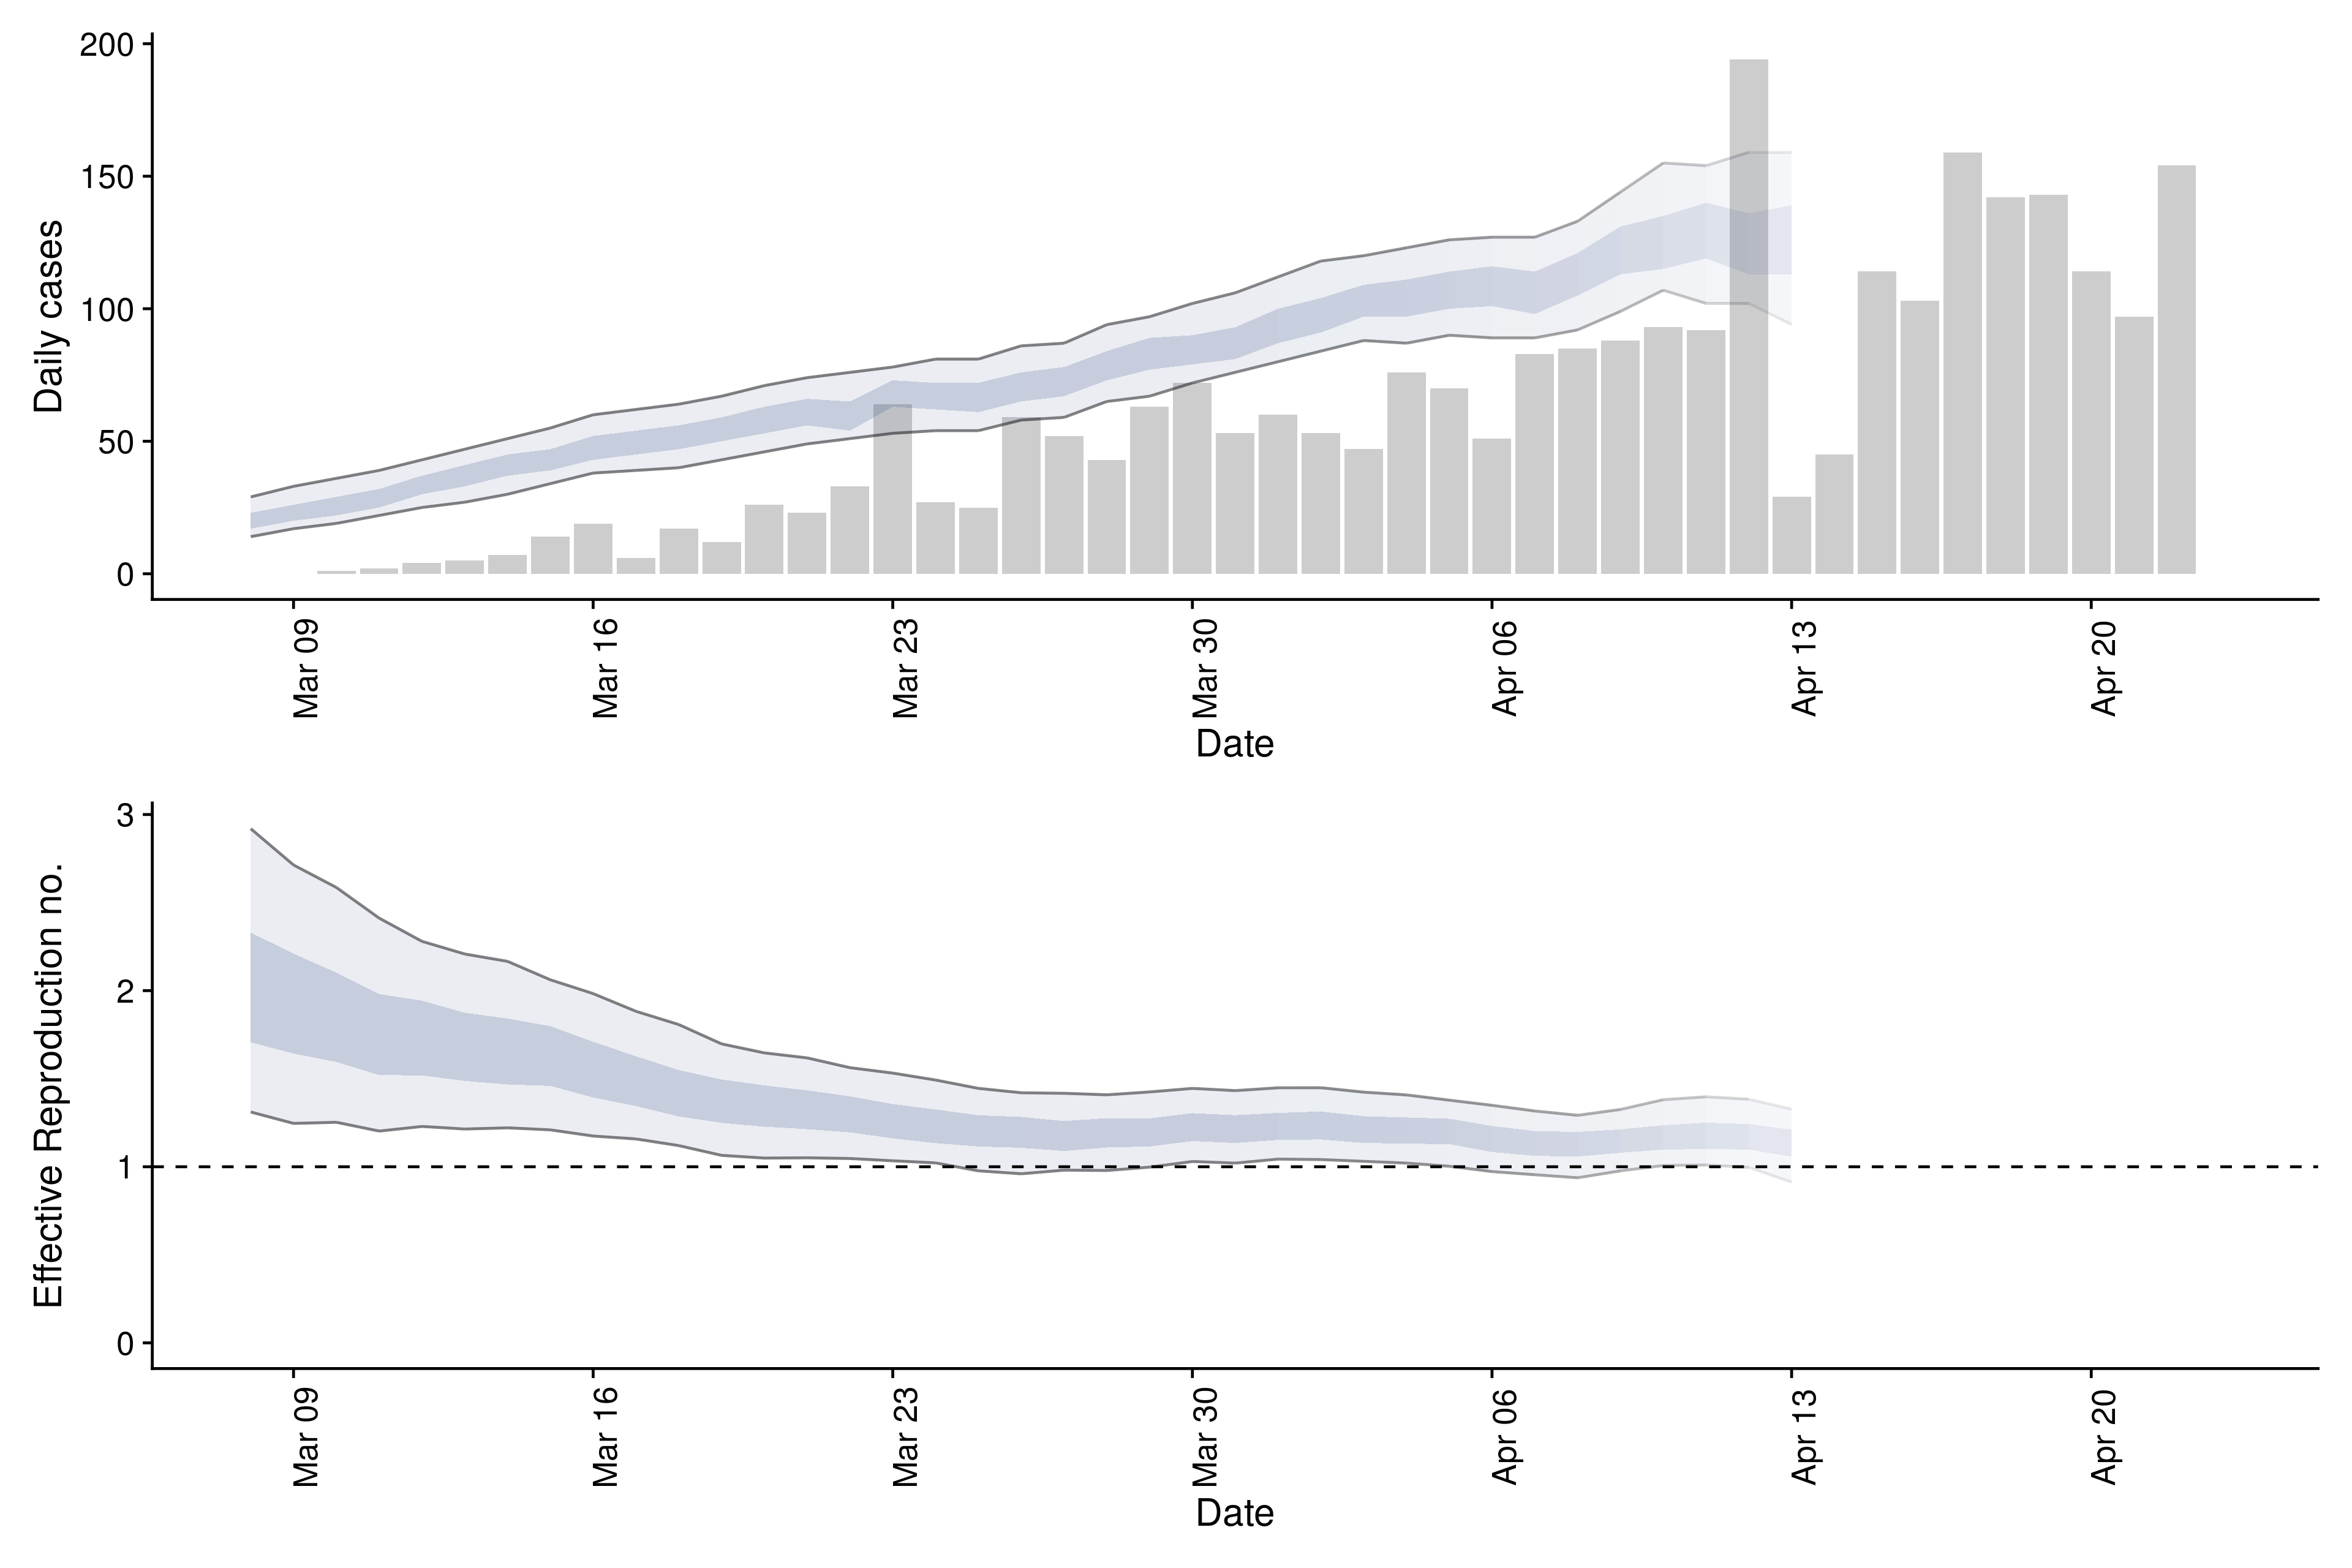 Daily cases
200
150
100
50
0
Mar 09
Mar 16
Mar 23
Mar 30
Apr 06
Apr 13
Apr 20
Date
Effective Reproduction no.
3
2
1
0
Mar 09
Mar 16
Mar 23
Mar 30
Apr 06
Apr 13
Apr 20
Date